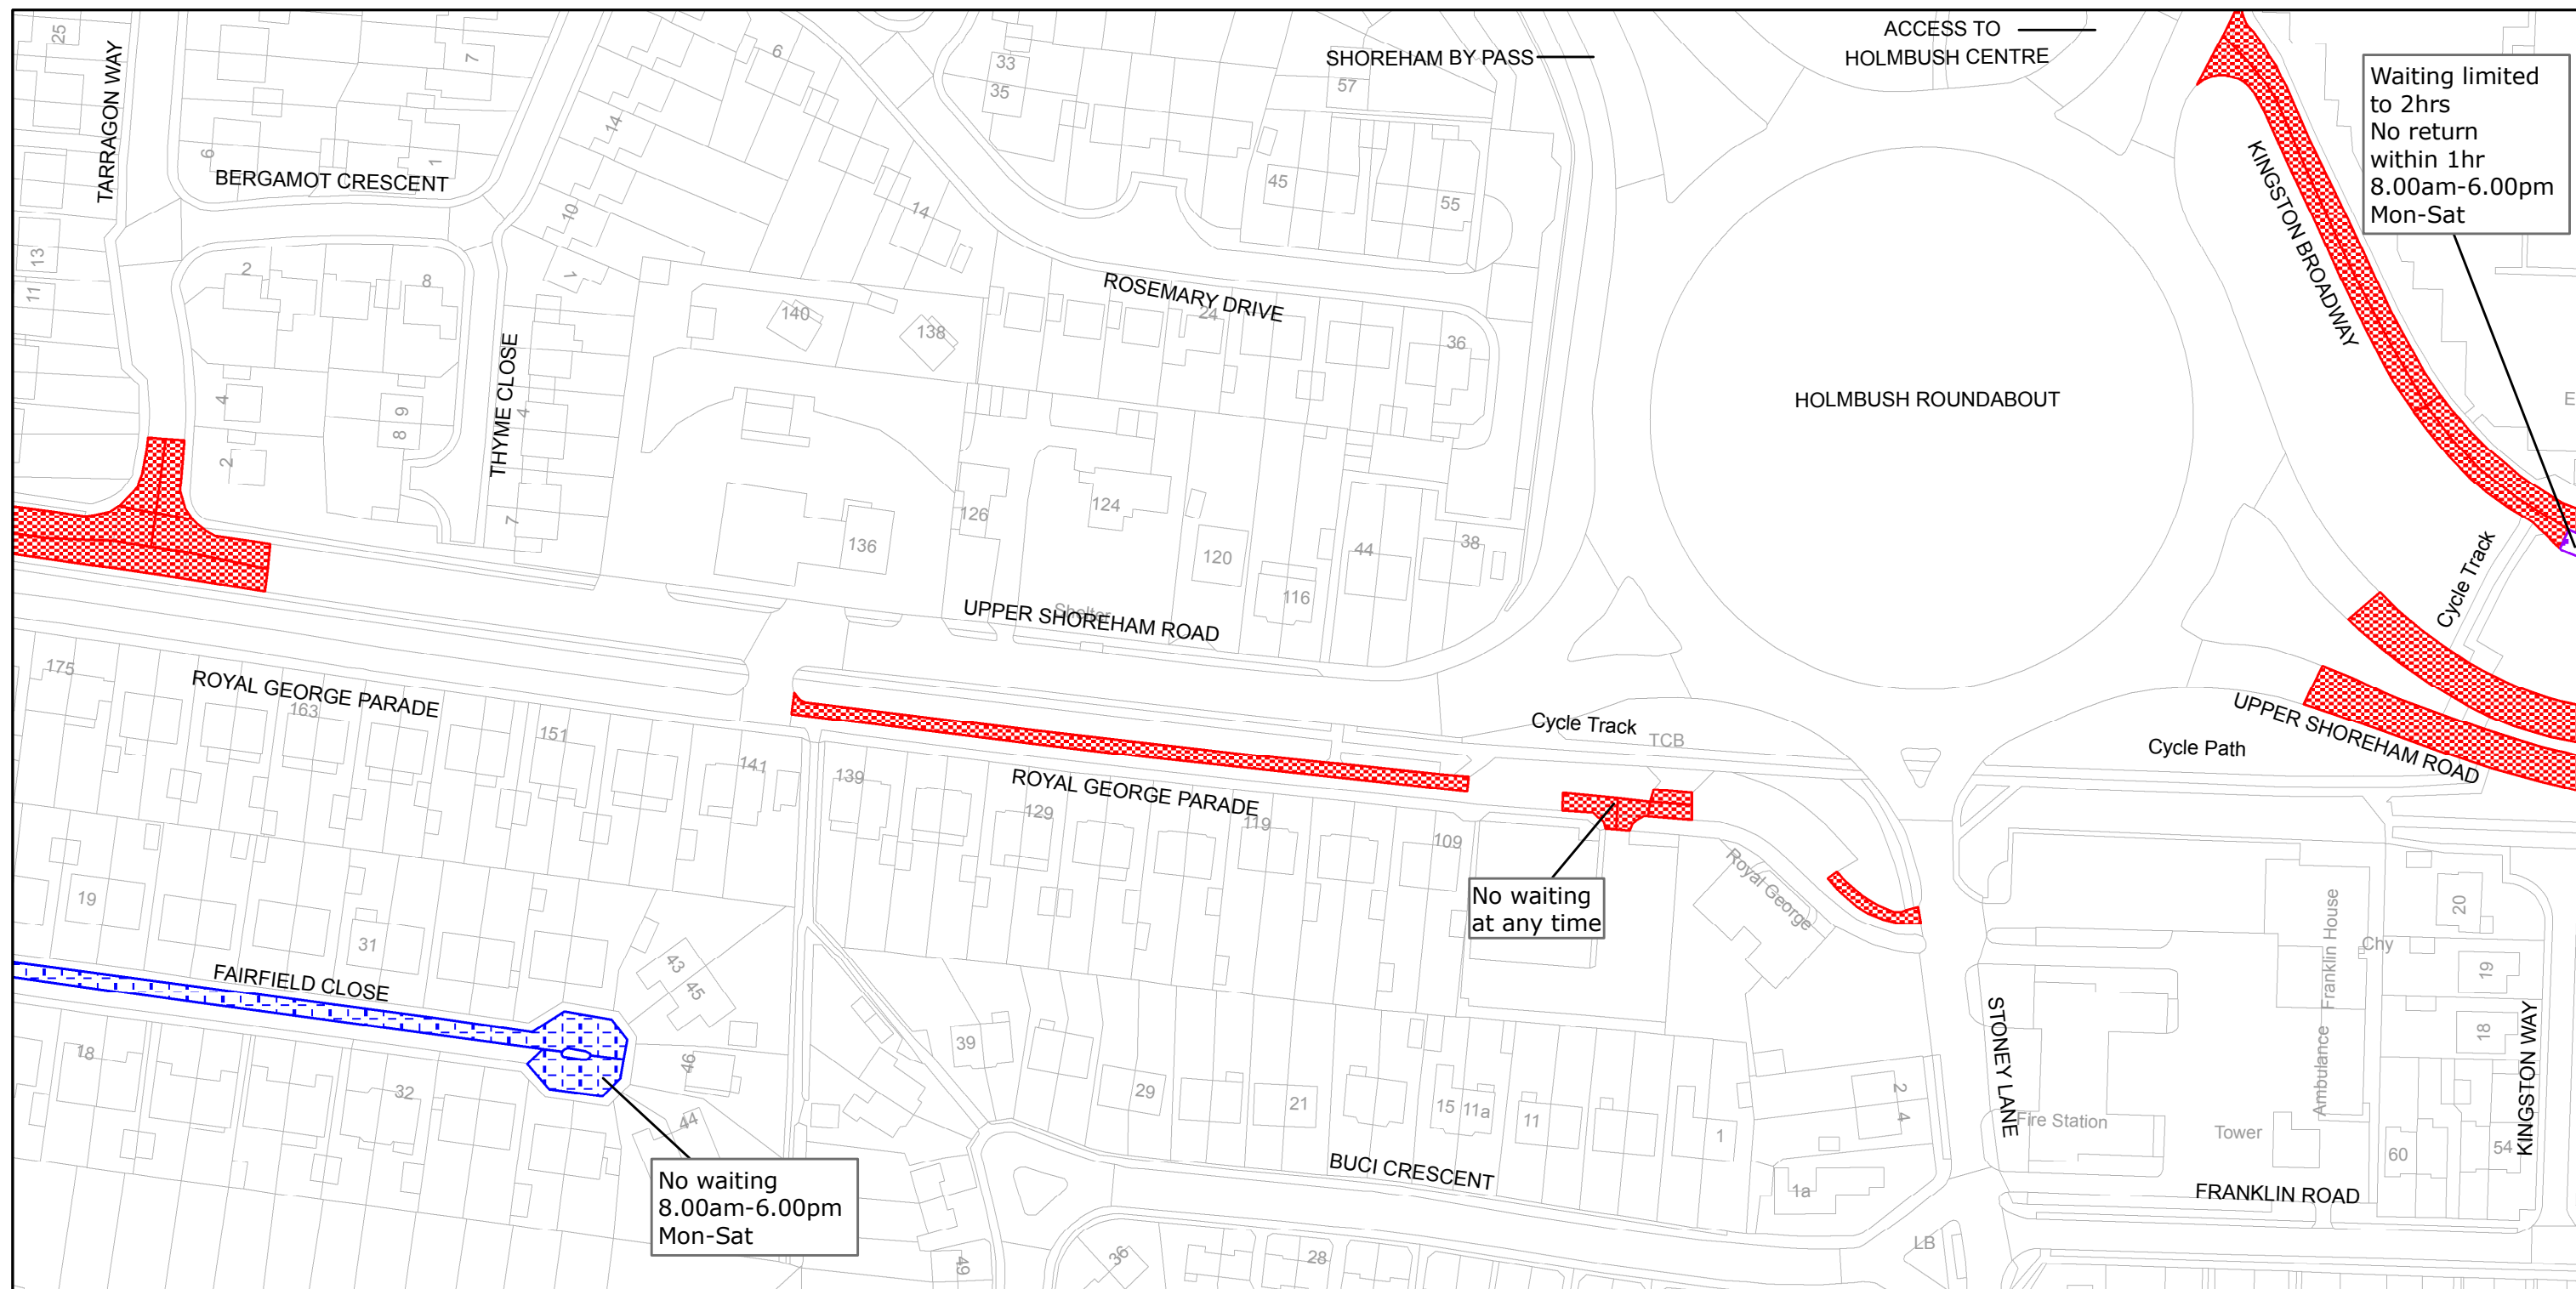 25
TARRAGON WAY
7
6
BERGAMOT CRESCENT
1
13
11
2
8
4
9
8
2
THYME CLOSE
14
10
1
4
7
6
14
33
35
57
45
55
SHOREHAM BY PASS
ACCESS TO
HOLMBUSH CENTRE
KINGSTON BROADWAY
Waiting limited
to 2hrs
No return
within 1hr
8.00am-6.00pm
Mon-Sat
140
138
ROSEMARY DRIVE
24
36
HOLMBUSH ROUNDABOUT
E
136
126
124
120
116
44
38
Shelter
UPPER SHOREHAM ROAD
Cycle Track
175
ROYAL GEORGE PARADE
163
151
141
139
ROYAL GEORGE PARADE
129
119
109
Cycle Track
TCB
Cycle Path
UPPER SHOREHAM ROAD
No waiting
at any time
Royal George
19
31
FAIRFIELD CLOSE
43
45
18
32
46
44
No waiting
8.00am-6.00pm
Mon-Sat
39
29
21
15
11a
11
1
2
4
1a
BUCI CRESCENT
49
36
28
LB
STONEY LANE
Fire Station
Tower
Ambulance
Franklin House
Chy
20
19
18
60
54
KINGSTON WAY
FRANKLIN ROAD